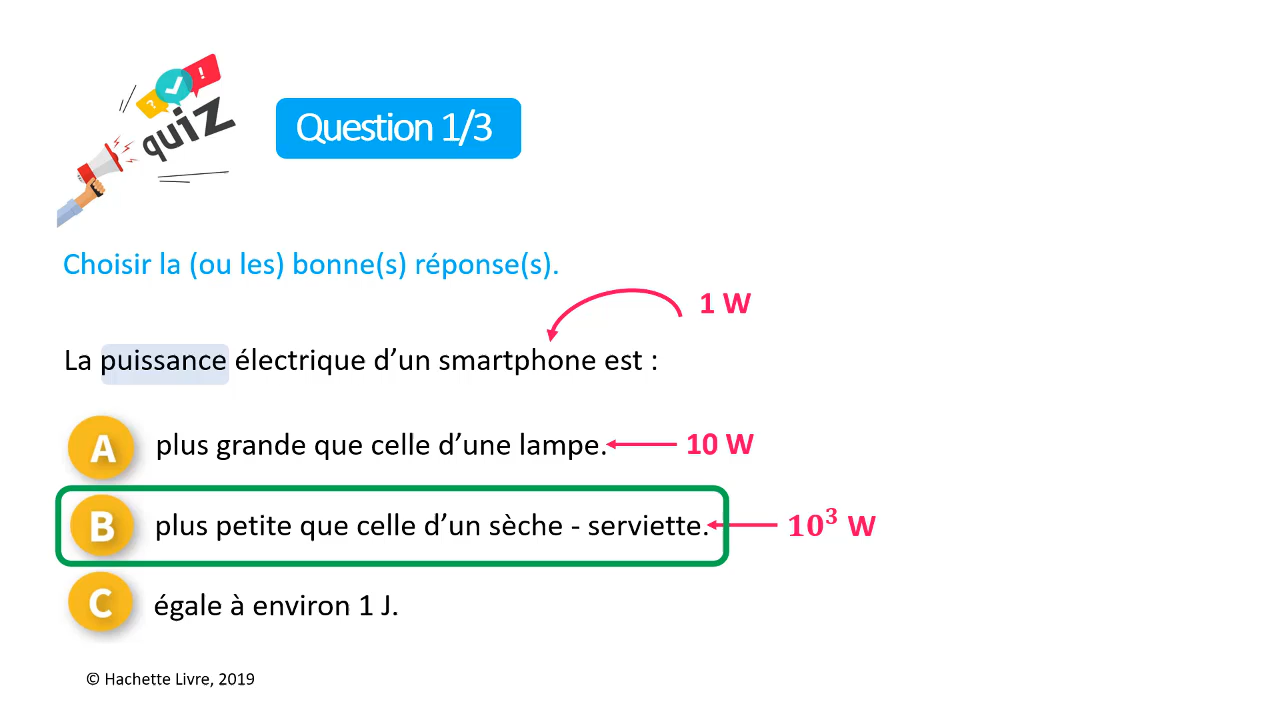 ? ✓ !
quiz
Question 1/3
Choisir la (ou les) bonne(s) réponse(s).
1 W
La puissance électrique d’un smartphone est :
A plus grande que celle d’une lampe. 10 W
B plus petite que celle d’un sèche - serviette. 10³ W
C égale à environ 1 J.
© Hachette Livre, 2019